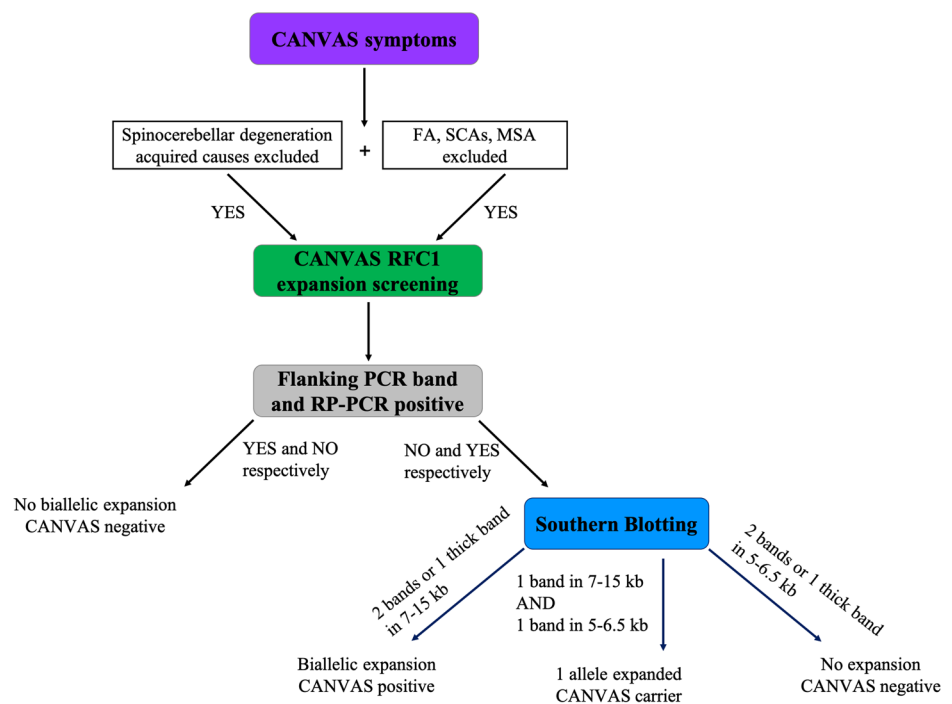 CANVAS symptoms
Spinocerebellar degeneration
acquired causes excluded
+
FA, SCAs, MSA
excluded
YES
YES
CANVAS RFC1
expansion screening
Flanking PCR band
and RP-PCR positive
YES and NO
respectively
NO and YES
respectively
No biallelic expansion
CANVAS negative
Southern Blotting
2 bands or 1 thick band
in 7-15 kb
1 band in 7-15 kb
AND
1 band in 5-6.5 kb
2 bands or 1 thick band
in 5-6.5 kb
Biallelic expansion
CANVAS positive
1 allele expanded
CANVAS carrier
No expansion
CANVAS negative